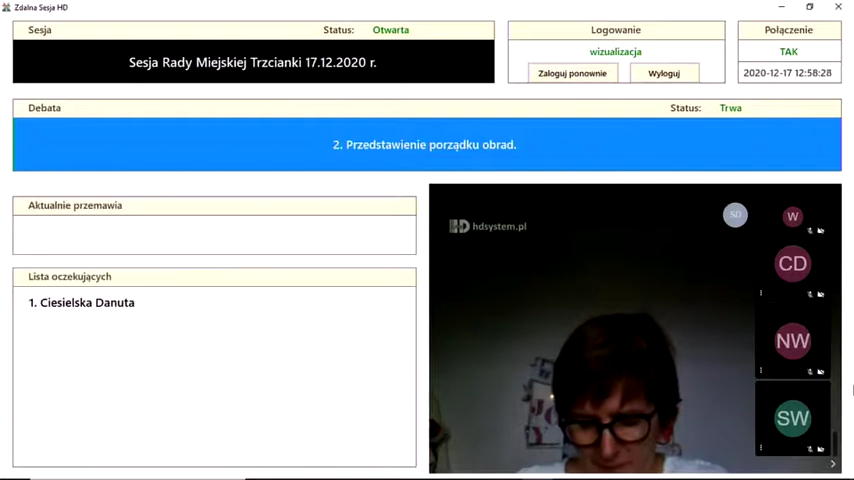 Zdalna Sesja HD
Sesja Status: Otwarta
Sesja Rady Miejskiej Trzcianki 17.12.2020 r.
Logowanie
wizualizacja
Zaloguj ponownie Wyloguj
Połączenie
TAK
2020-12-17 12:58:28
Debata Status: Trwa
2. Przedstawienie porządku obrad.
Aktualnie przemawia
Lista oczekujących
1. Ciesielska Danuta
HD hdsystem.pl
SD
W
CD
NW
SW